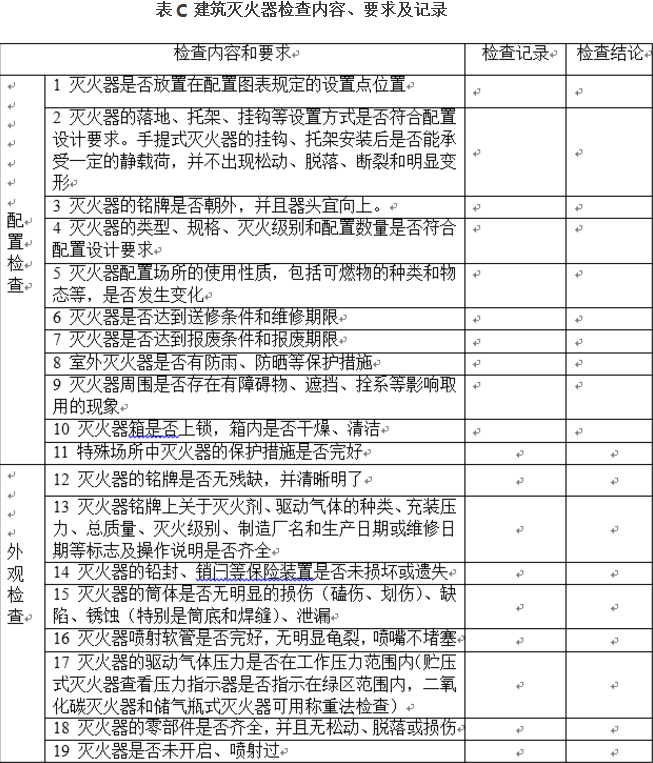 表C 建筑灭火器检查内容、要求及记录
检查内容和要求
检查记录
检查结论
配
置
检
查
1 灭火器是否放置在配置图表规定的设置点位置
2 灭火器的落地、托架、挂钩等设置方式是否符合配置
设计要求。手提式灭火器的挂钩、托架安装后是否能承
受一定的静载荷，并不出现松动、脱落、断裂和明显变
形
3 灭火器的铭牌是否朝外，并且器头宜向上。
4 灭火器的类型、规格、灭火级别和配置数量是否符合
配置设计要求
5 灭火器配置场所的使用性质，包括可燃物的种类和物
态等，是否发生变化
6 灭火器是否达到送修条件和维修期限
7 灭火器是否达到报废条件和报废期限
8 室外灭火器是否有防雨、防晒等保护措施
9 灭火器周围是否存在有障碍物、遮挡、拴系等影响取
用的现象
10 灭火器箱是否上锁，箱内是否干燥、清洁
11 特殊场所中灭火器的保护措施是否完好
外
观
检
查
12 灭火器的铭牌是否无残缺，并清晰明了
13 灭火器铭牌上关于灭火剂、驱动气体的种类、充装压
力、总质量、灭火级别、制造厂名和生产日期或维修日
期等标志及操作说明是否齐全
14 灭火器的铅封、销闩等保险装置是否未损坏或遗失
15 灭火器的筒体是否无明显的损伤（磕伤、划伤）、缺
陷、锈蚀（特别是筒底和焊缝）、泄漏
16 灭火器喷射软管是否完好，无明显龟裂，喷嘴不堵塞
17 灭火器的驱动气体压力是否在工作压力范围内（贮压
式灭火器查看压力指示器是否指示在绿区范围内，二氧
化碳灭火器和储气瓶式灭火器可用称重法检查）
18 灭火器的零部件是否齐全，并且无松动、脱落或损伤
19 灭火器是否未开启、喷射过